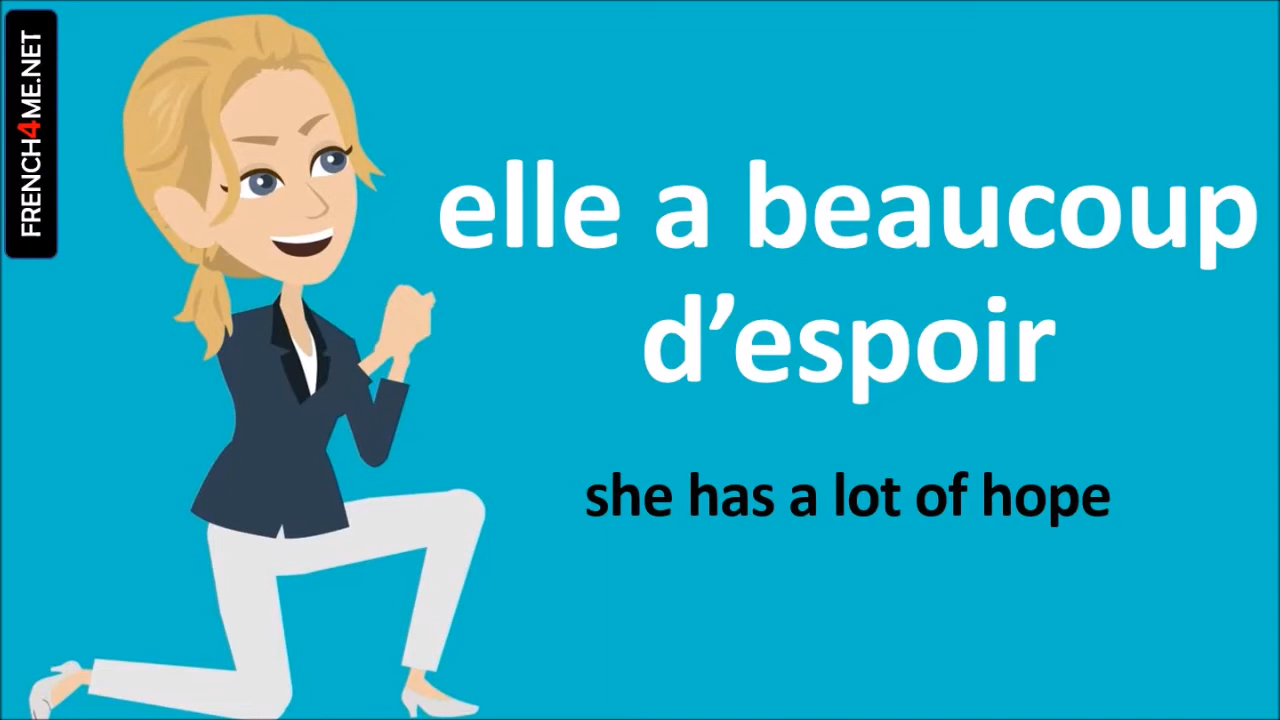 FRENCH4ME.NET
elle a beaucoup
d’espoir
she has a lot of hope